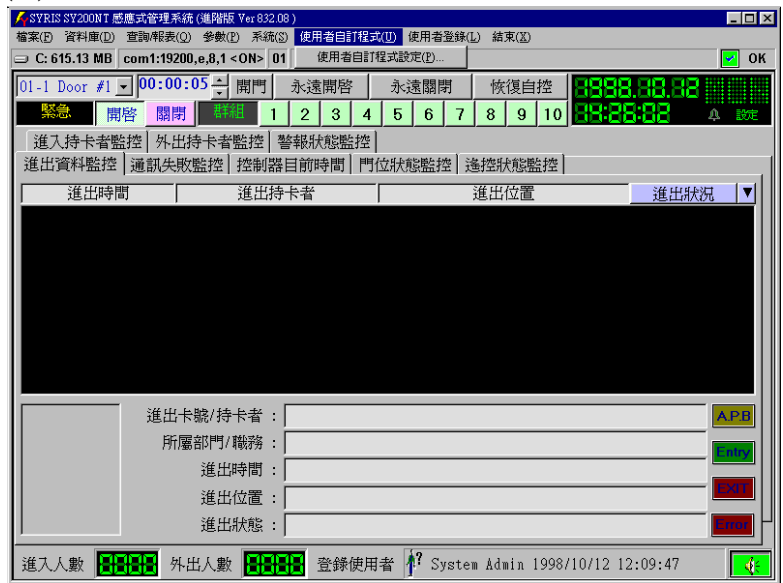 SYRIS SY200NT 感應式管理系統 (進階版 Ver 8.32.08 )
檔案(F) 資料庫(D) 查詢/報表(Q) 參數(P) 系統(S) 使用者自訂程式(U) 使用者登錄(L) 結束(X)
C: 615.13 MB com1:19200,e,8,1 <ON> 01 使用者自訂程式設定(P)... OK
01-1 Door #1 00:00:05 開門 永遠開啓 永遠關閉 恢復自控 1998.10.12
緊急 開啓 關閉 群組 1 2 3 4 5 6 7 8 9 10 設定
進入持卡者監控 外出持卡者監控 警報狀態監控
進出資料監控 通訊失敗監控 控制器目前時間 門位狀態監控 遙控狀態監控
進出時間 進出持卡者 進出位置 進出狀況
進出卡號/持卡者 : A.P.B
所屬部門/職務 : Entry
進出時間 :
進出位置 : EXIT
進出狀態 : Error
進入人數 外出人數 登錄使用者 System Admin 1998/10/12 12:09:47